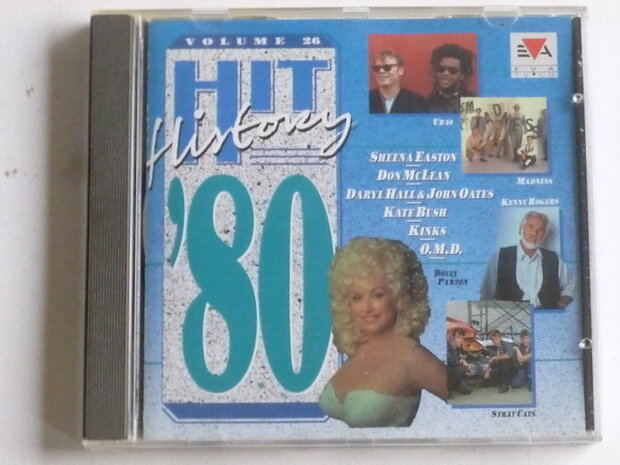 VOLUME 26
HIT
History
'80
EVA
UB40
MADNESS
MADNESS
SHEENA EASTON
DON MCLEAN
DARYL HALL & JOHN OATES
KATE BUSH
KINKS
O.M.D.
KENNY ROGERS
DOLLY
PARTON
STRAY CATS